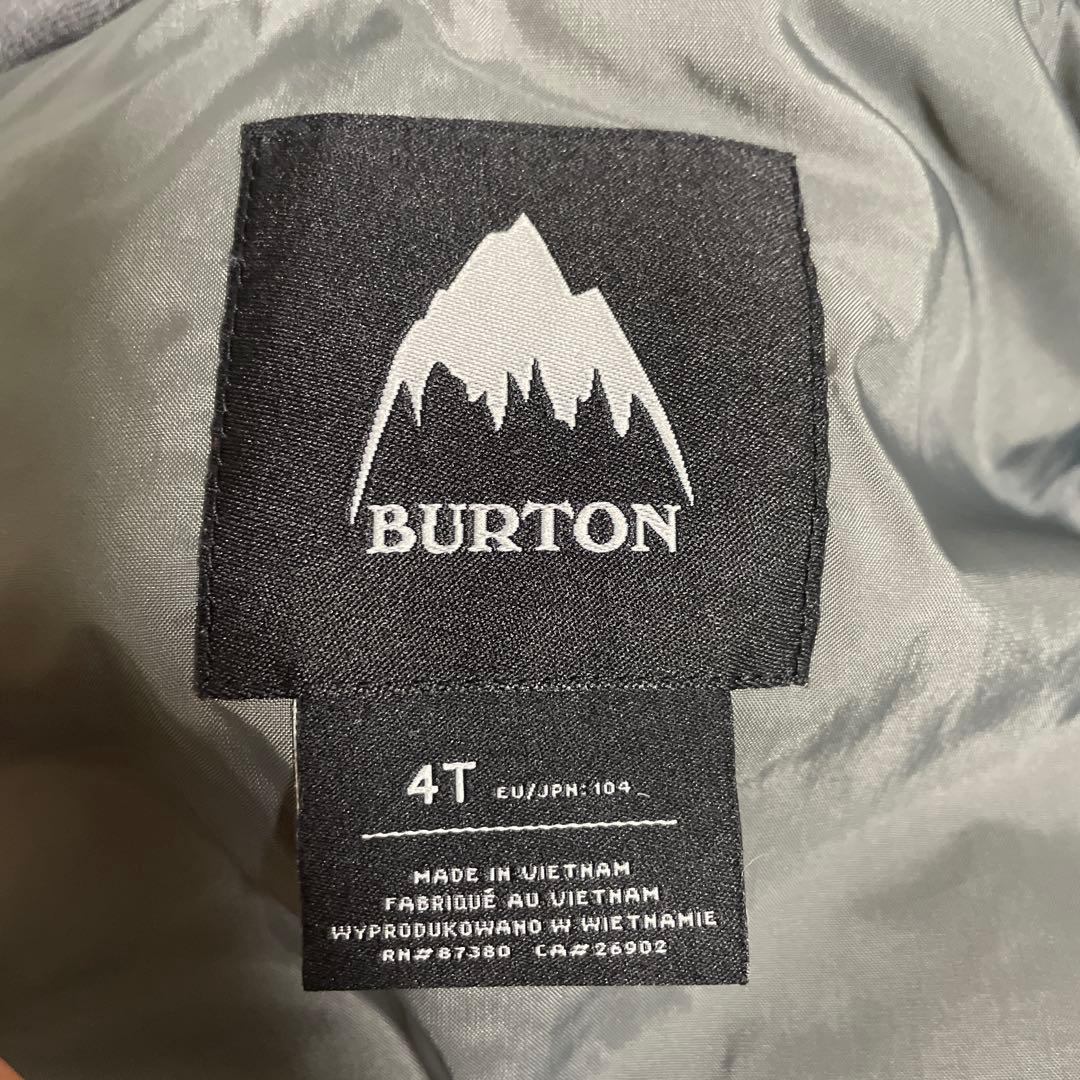 BURTON
4T EU/JPN: 104
MADE IN VIETNAM
FABRIQUÉ AU VIETNAM
WYPRODUKOWANO W WIETNAMIE
RN#87380 CA#26902